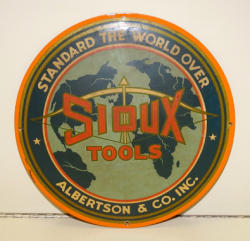 STANDARD THE WORLD OVER
SIOUX
TOOLS
ALBERTSON & CO. INC.